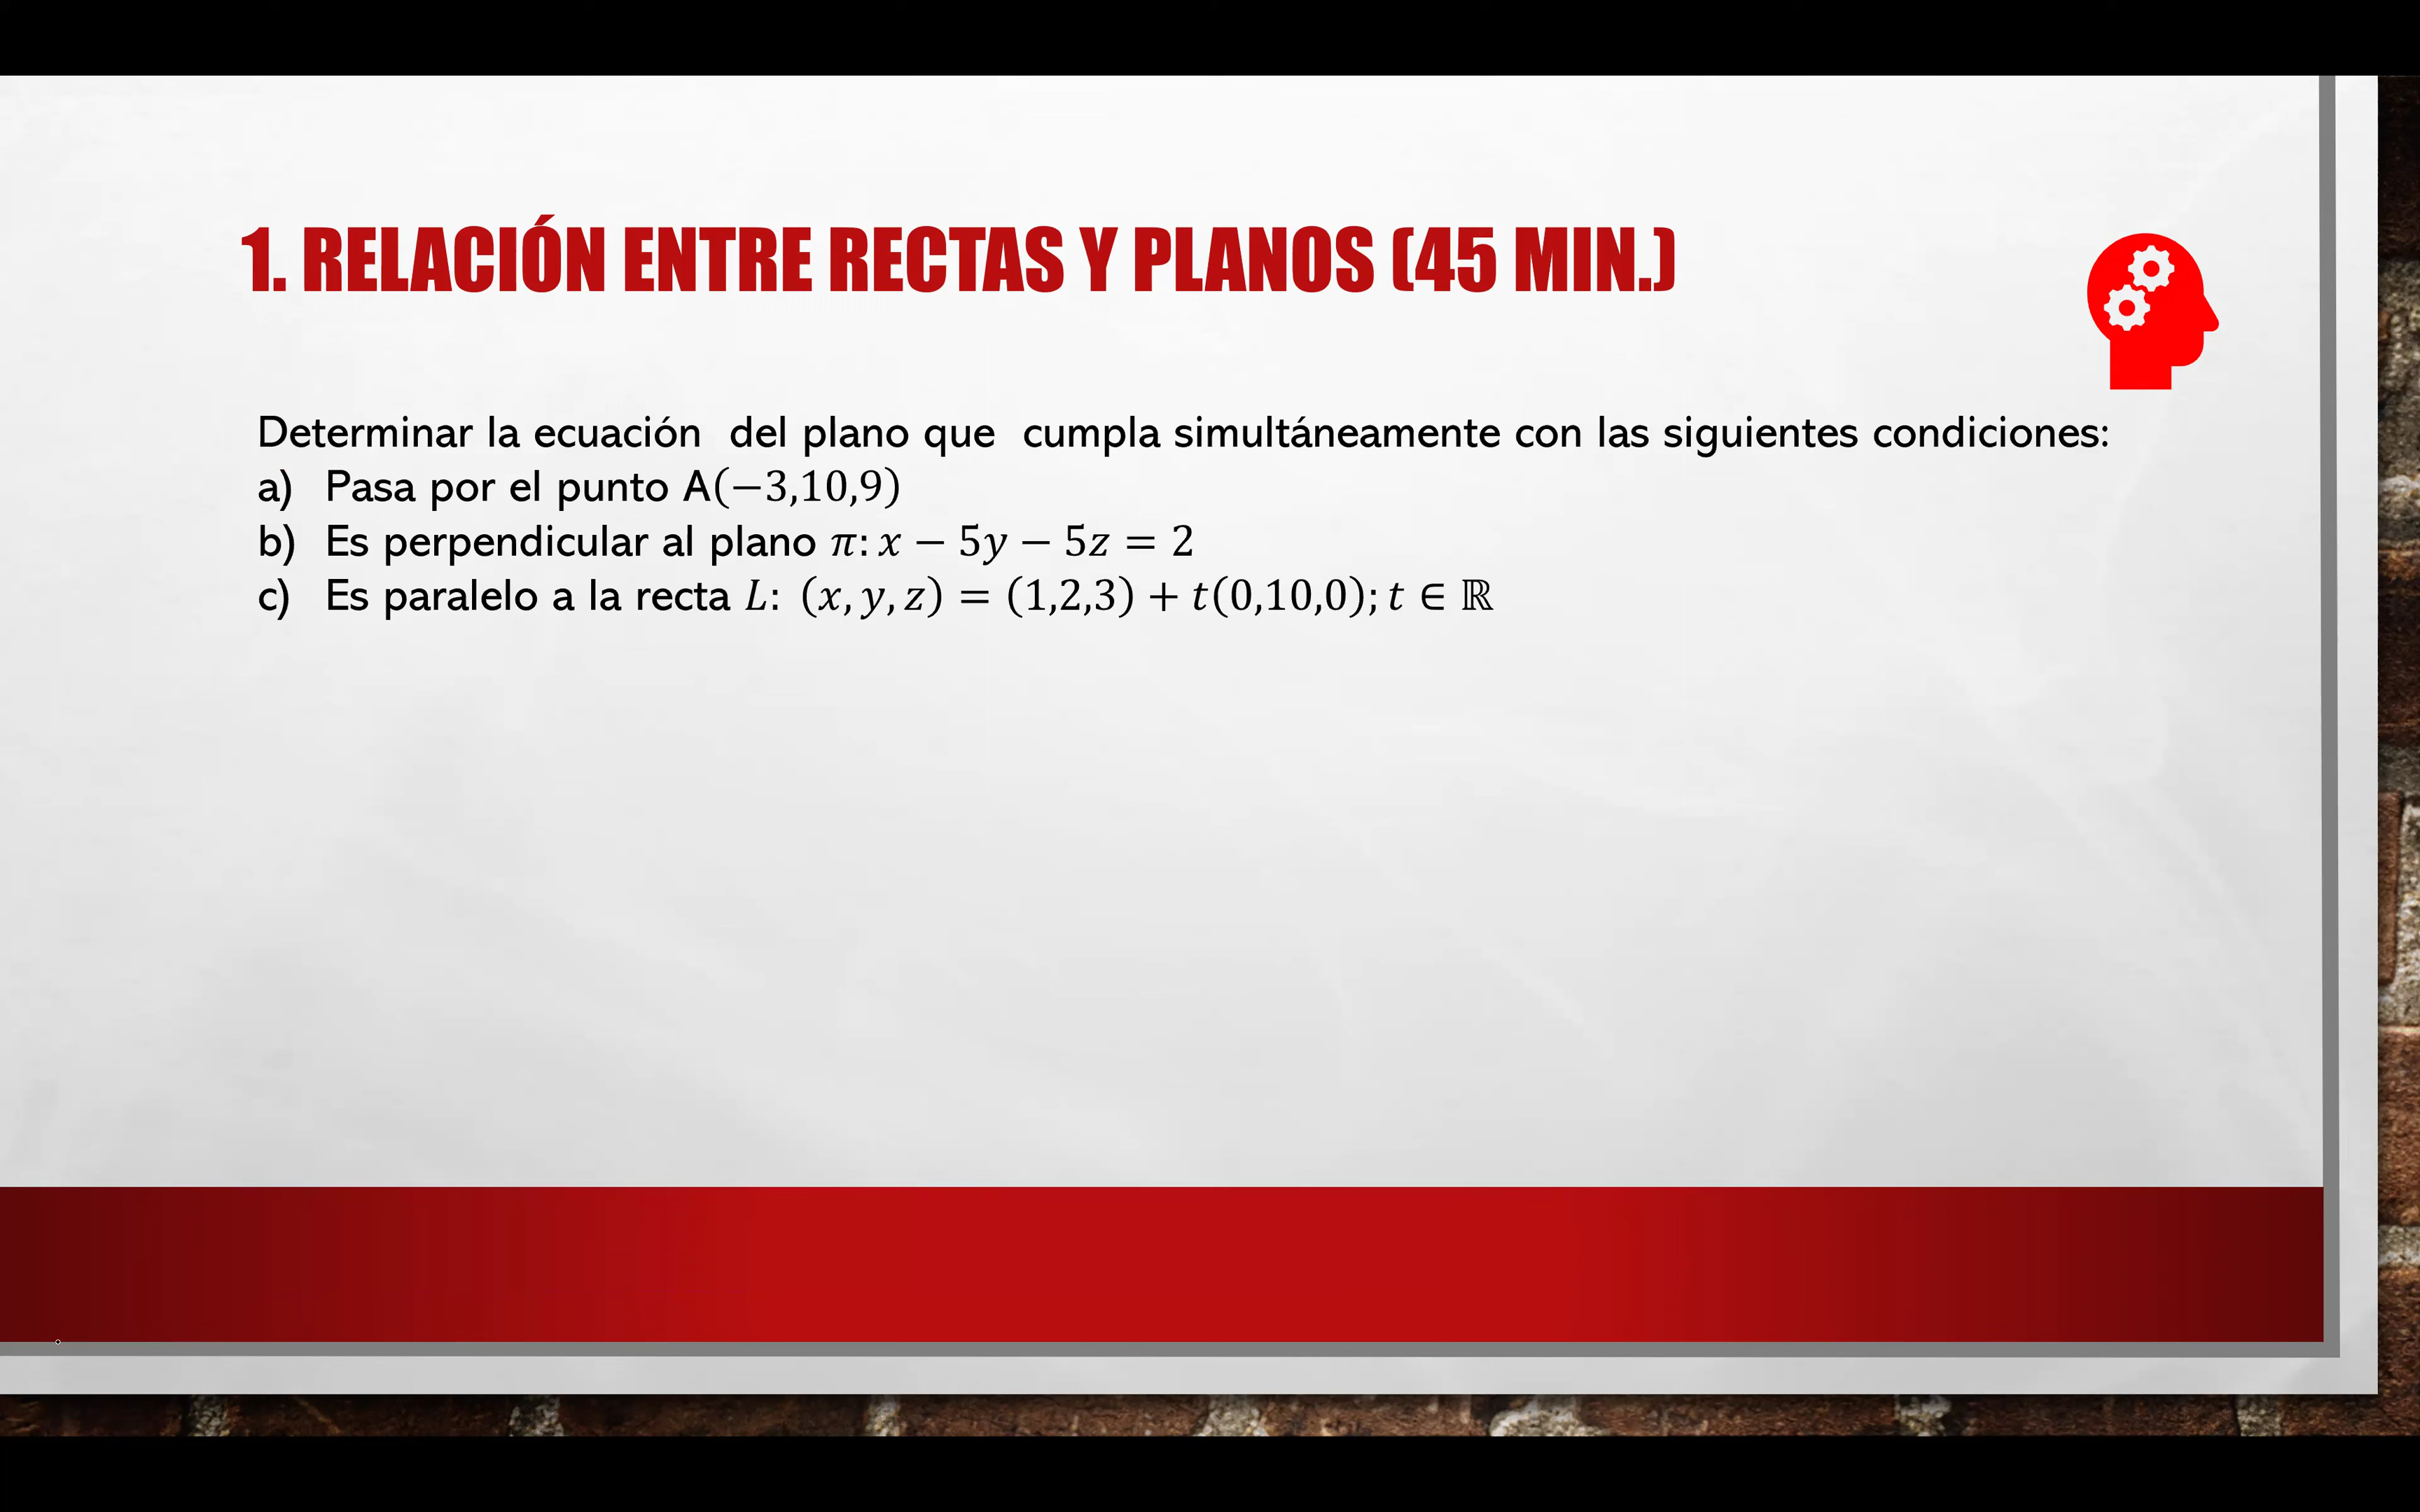 1. RELACIÓN ENTRE RECTAS Y PLANOS (45 MIN.)
Determinar la ecuación del plano que cumpla simultáneamente con las siguientes condiciones:
a) Pasa por el punto A(−3,10,9)
b) Es perpendicular al plano π: x − 5y − 5z = 2
c) Es paralelo a la recta L: (x, y, z) = (1,2,3) + t(0,10,0); t ∈ ℝ